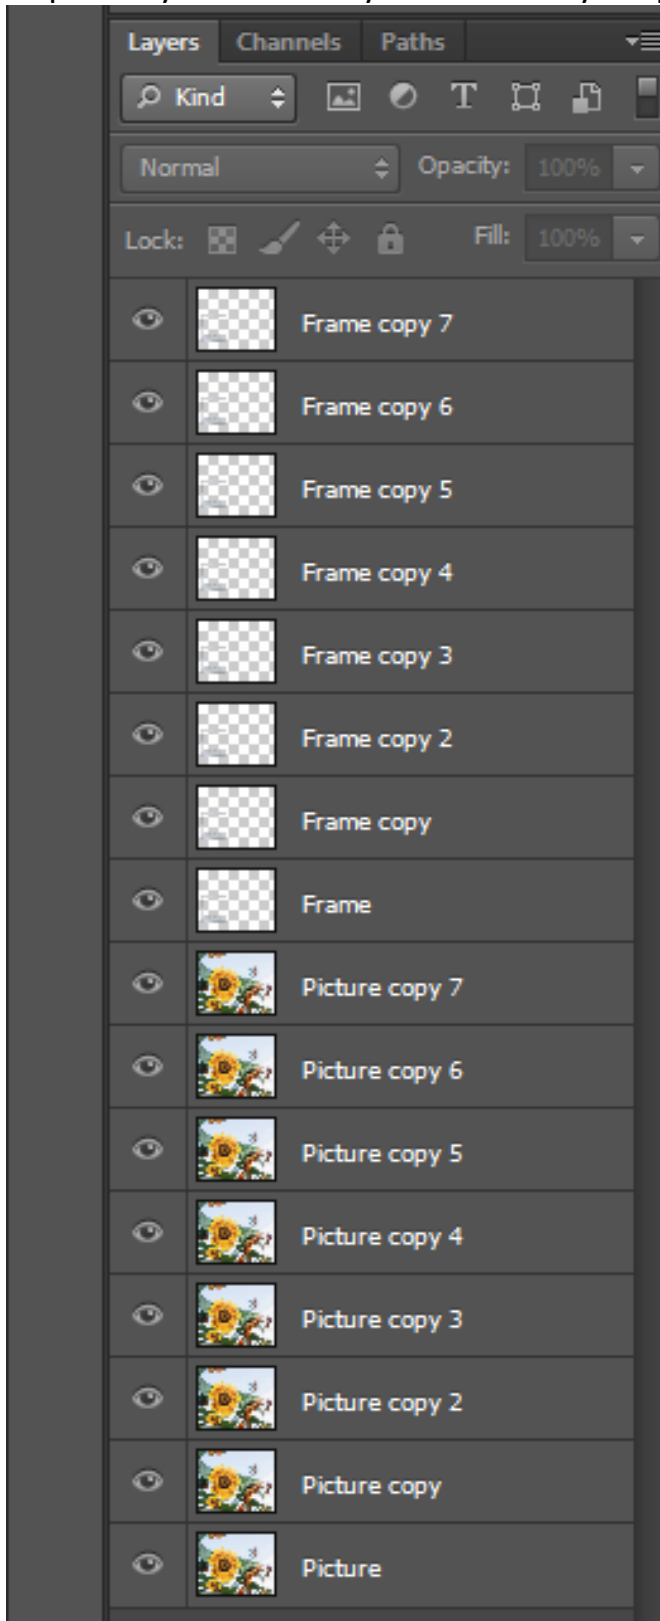 Layers Channels Paths
Kind T
Normal Opacity: 100%
Lock: Fill: 100%
Frame copy 7
Frame copy 6
Frame copy 5
Frame copy 4
Frame copy 3
Frame copy 2
Frame copy
Frame
Picture copy 7
Picture copy 6
Picture copy 5
Picture copy 4
Picture copy 3
Picture copy 2
Picture copy
Picture